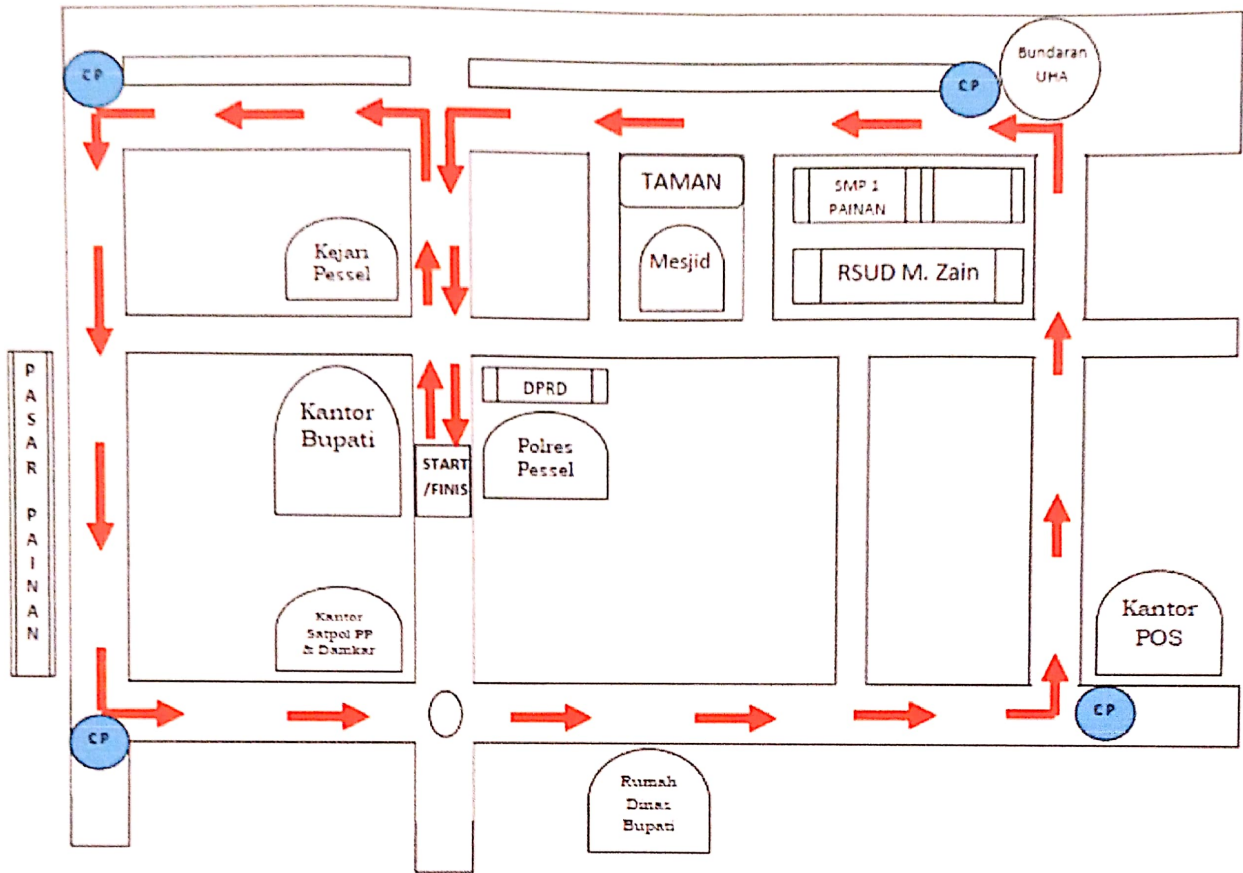 CP
Bundaran
UHA
CP
TAMAN
SMP 1
PAINAN
Kejari
Pessel
Mesjid
RSUD M. Zain
PASAR PAINAN
Kantor
Bupati
DPRD
Polres
Pessel
START
/FINIS
Kantor
Satpol PP
& Damkar
Kantor
POS
CP
CP
Rumah
Dinas
Bupati